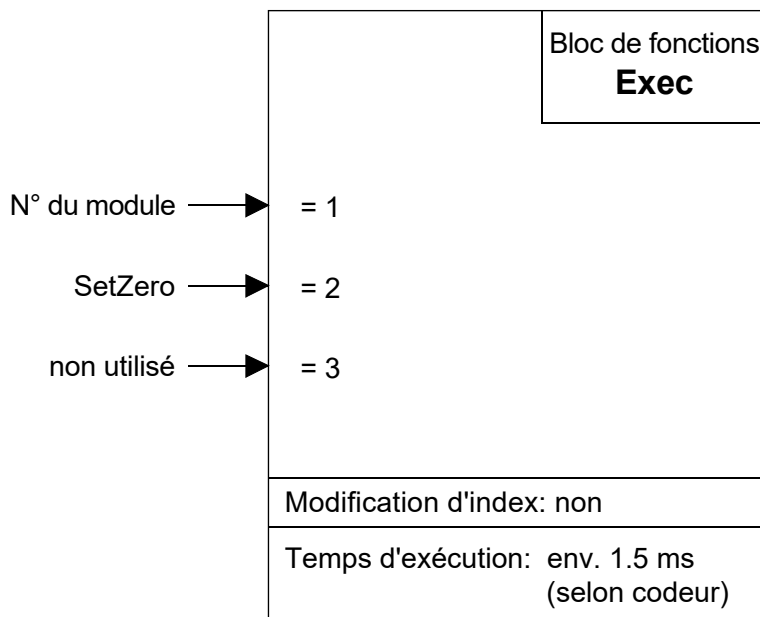 Bloc de fonctions
Exec
N° du module = 1
SetZero = 2
non utilisé = 3
Modification d'index: non
Temps d'exécution: env. 1.5 ms
(selon codeur)